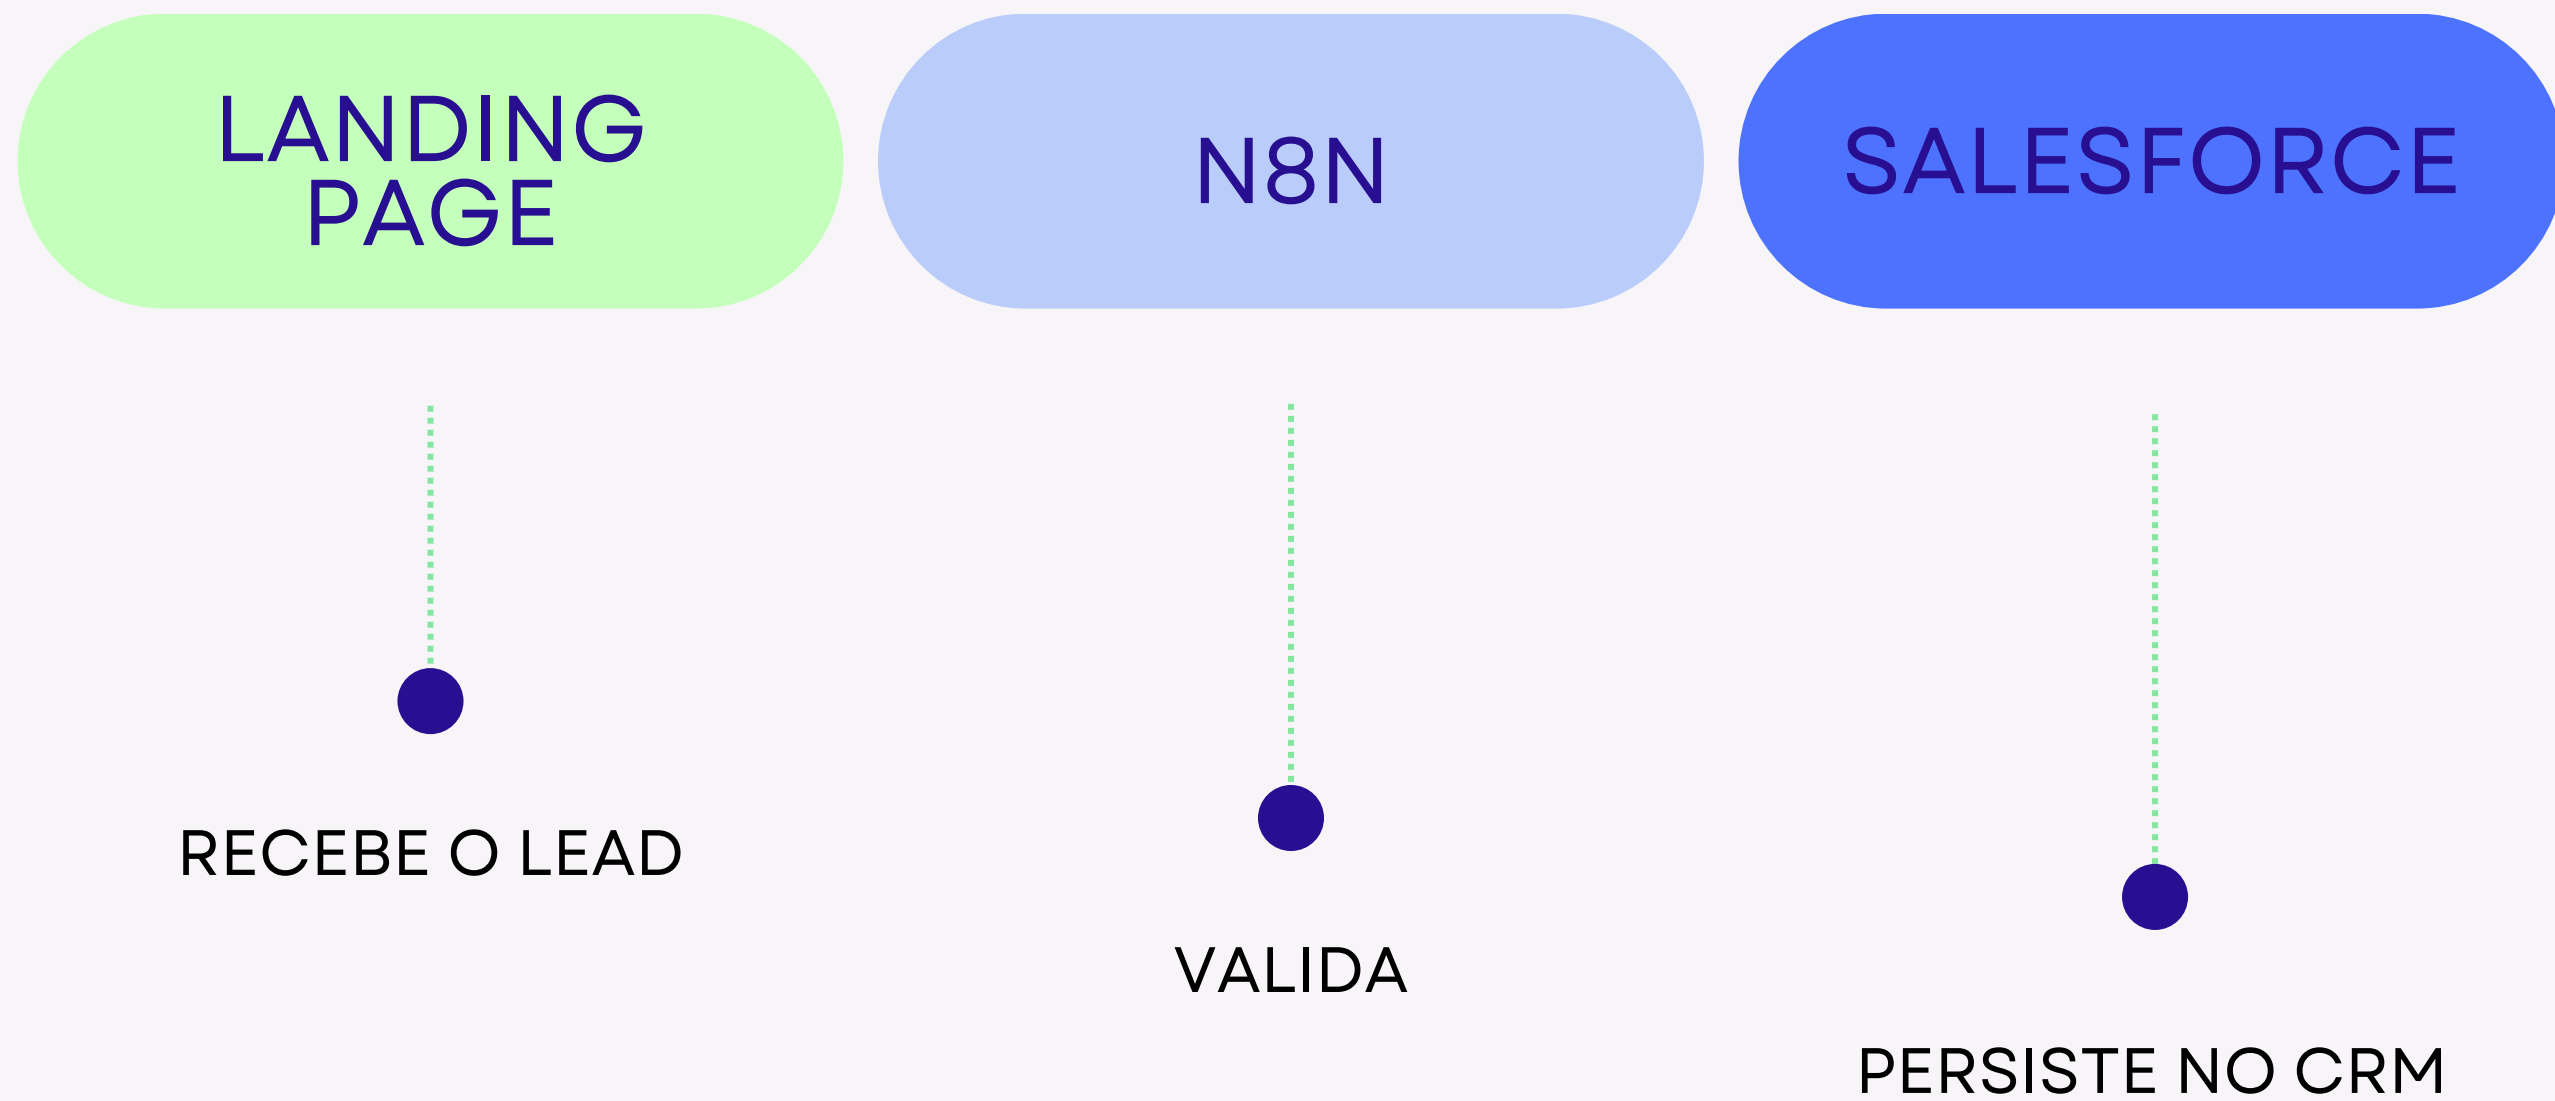 LANDING
PAGE
N8N
SALESFORCE
RECEBE O LEAD
VALIDA
PERSISTE NO CRM